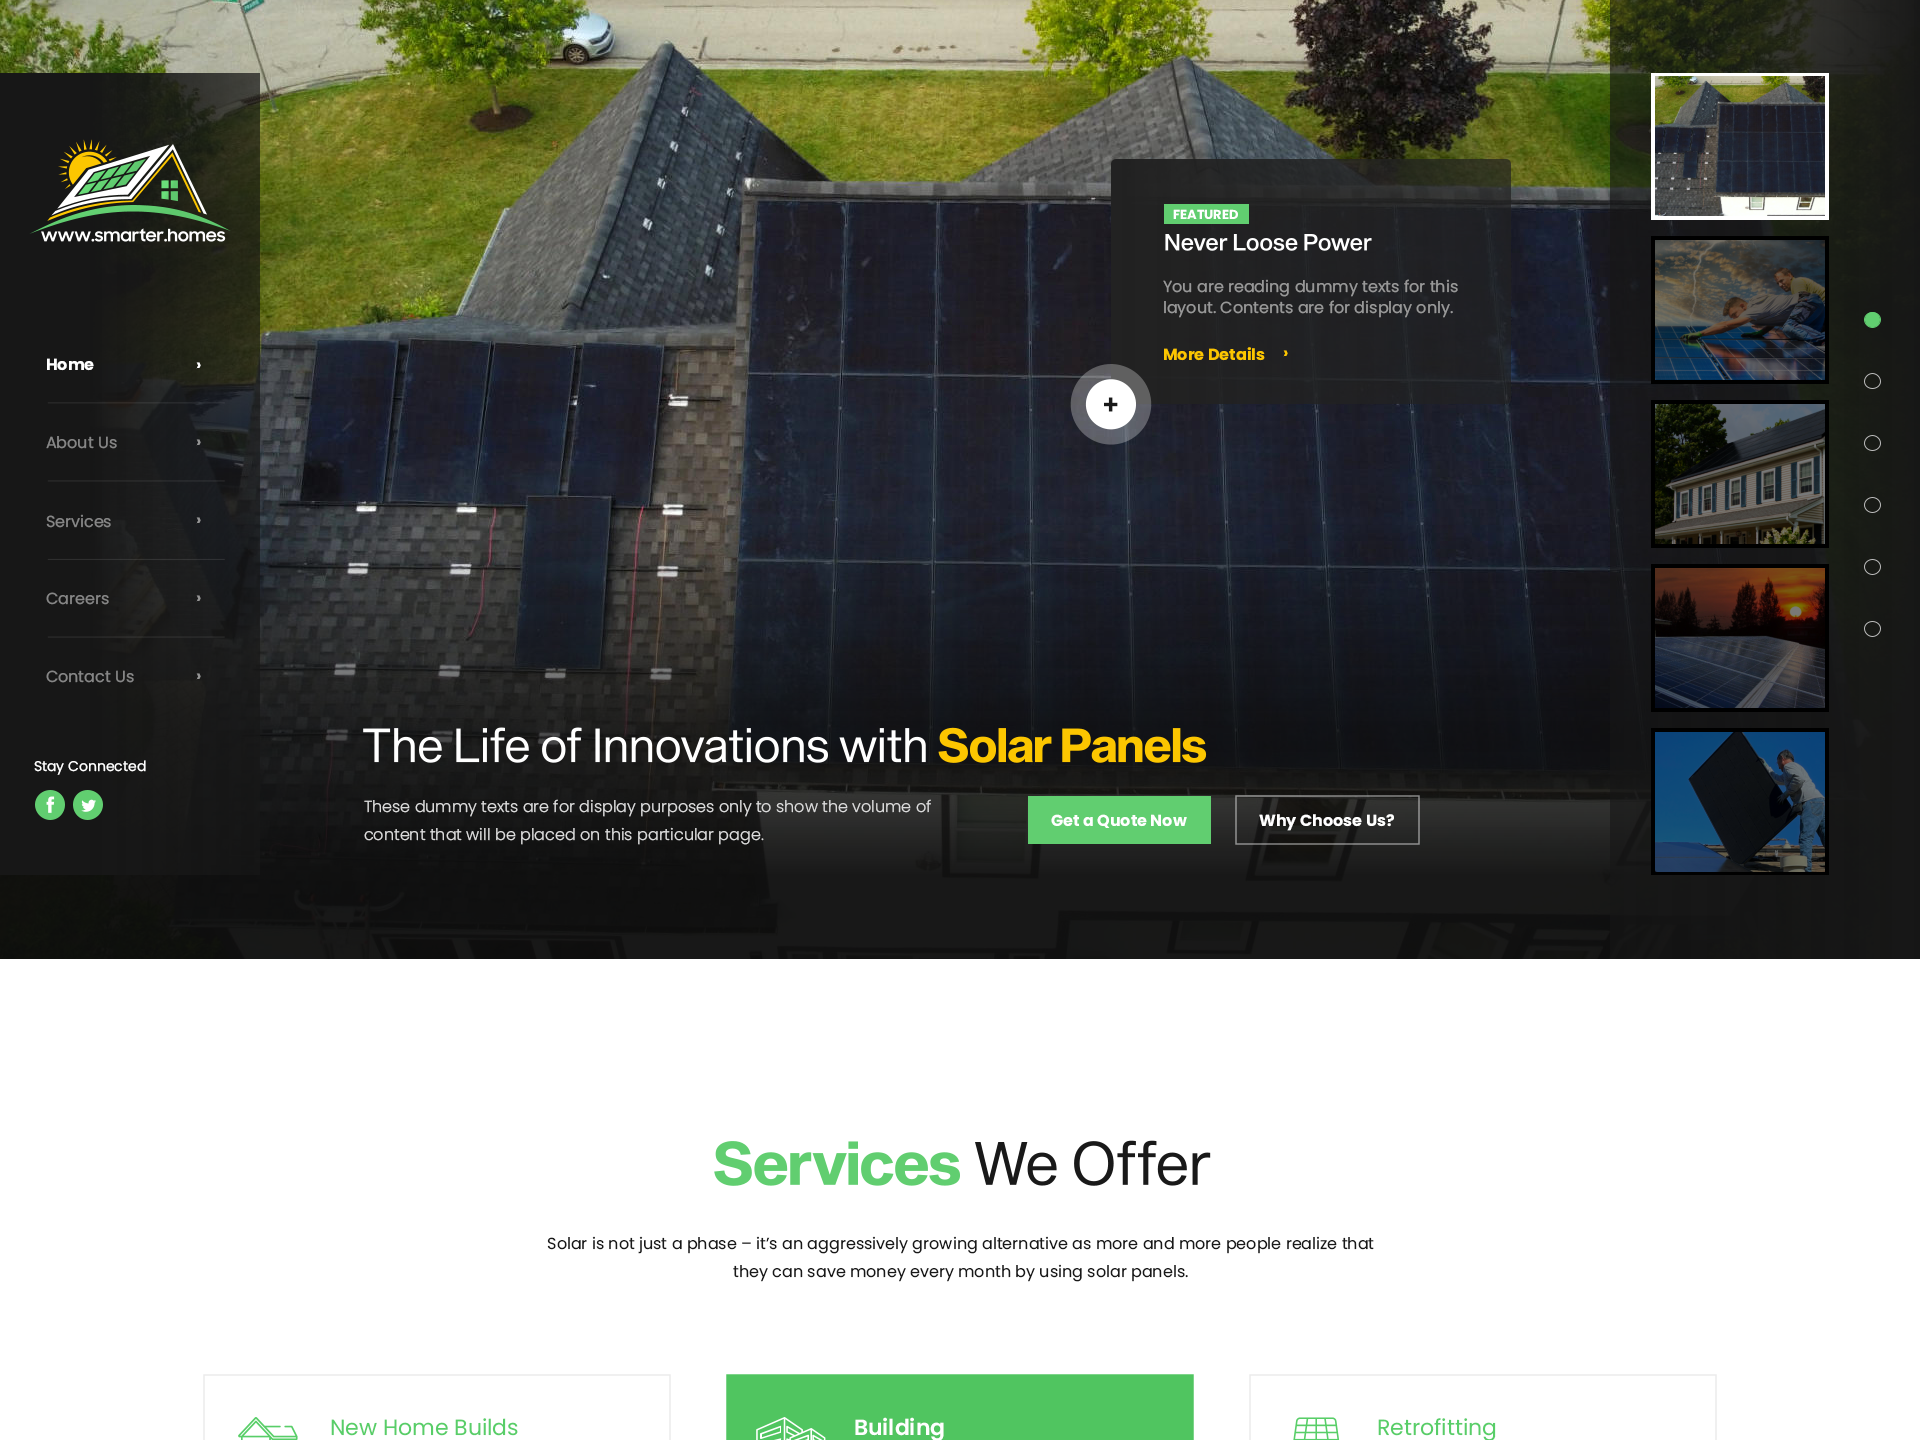 www.smarter.homes
Home
About Us
Services
Careers
Contact Us
Stay Connected
FEATURED
Never Loose Power
You are reading dummy texts for this
layout. Contents are for display only.
More Details
The Life of Innovations with Solar Panels
These dummy texts are for display purposes only to show the volume of
content that will be placed on this particular page.
Get a Quote Now
Why Choose Us?
Services We Offer
Solar is not just a phase – it’s an aggressively growing alternative as more and more people realize that
they can save money every month by using solar panels.
New Home Builds
Building
Retrofitting